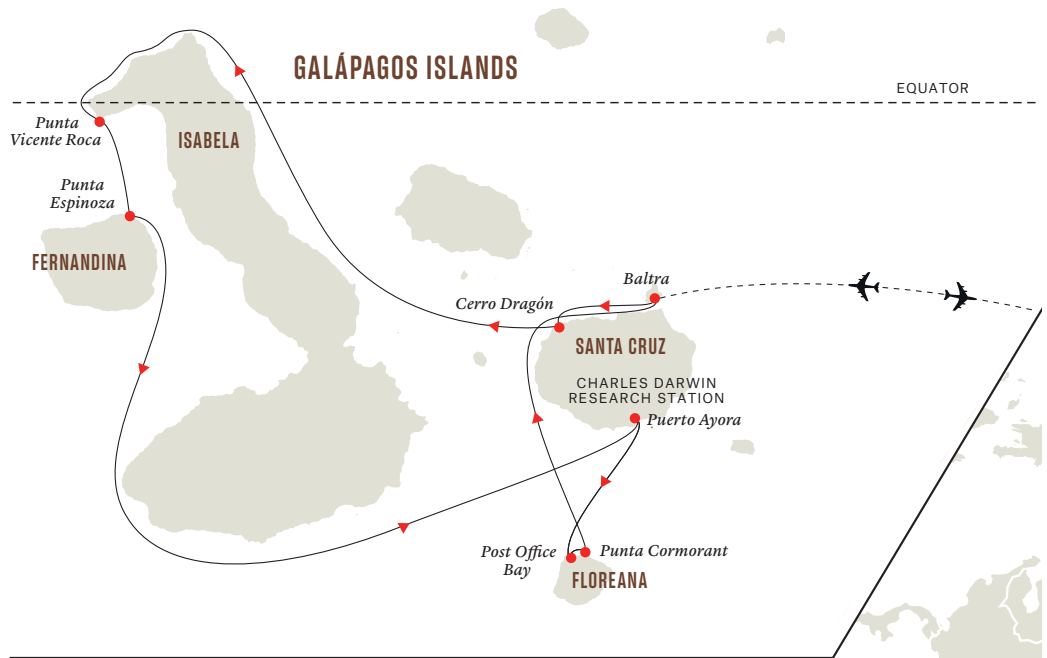 GALÁPAGOS ISLANDS
EQUATOR
Punta
Vicente Roca
ISABELA
Punta
Espinoza
FERNANDINA
Baltra
Cerro Dragón
SANTA CRUZ
CHARLES DARWIN
RESEARCH STATION
Puerto Ayora
Post Office
Bay
Punta Cormorant
FLOREANA